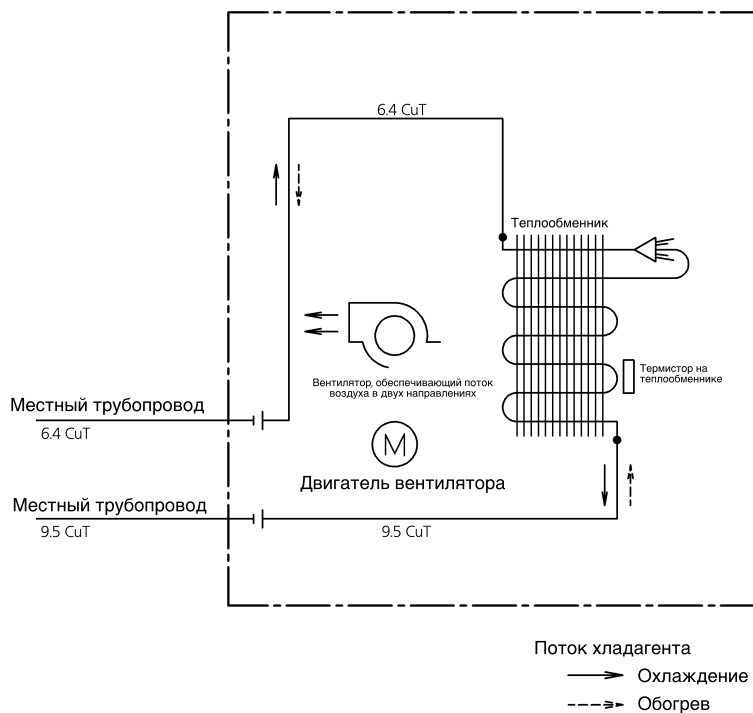 6.4 CuT
Теплообменник
Термистор на
теплообменнике
Вентилятор, обеспечивающий поток
воздуха в двух направлениях
Местный трубопровод
6.4 CuT
M
Двигатель вентилятора
Местный трубопровод
9.5 CuT
9.5 CuT
Поток хладагента
Охлаждение
Обогрев